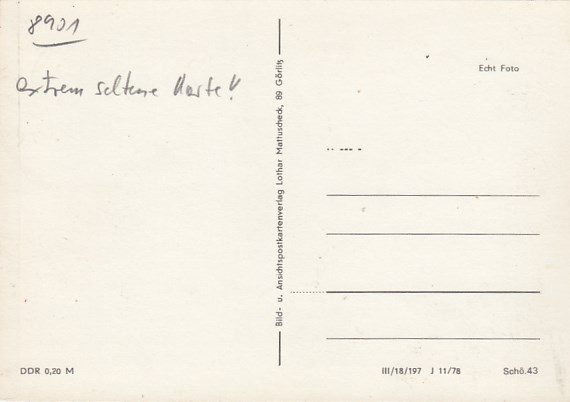 8901
extrem seltene Karte!
Bild- u. Ansichtspostkartenverlag Lothar Mattuscheck, 89 Görlitz
Echt Foto
DDR 0,20 M
III/18/197 J 11/78 Schö.43